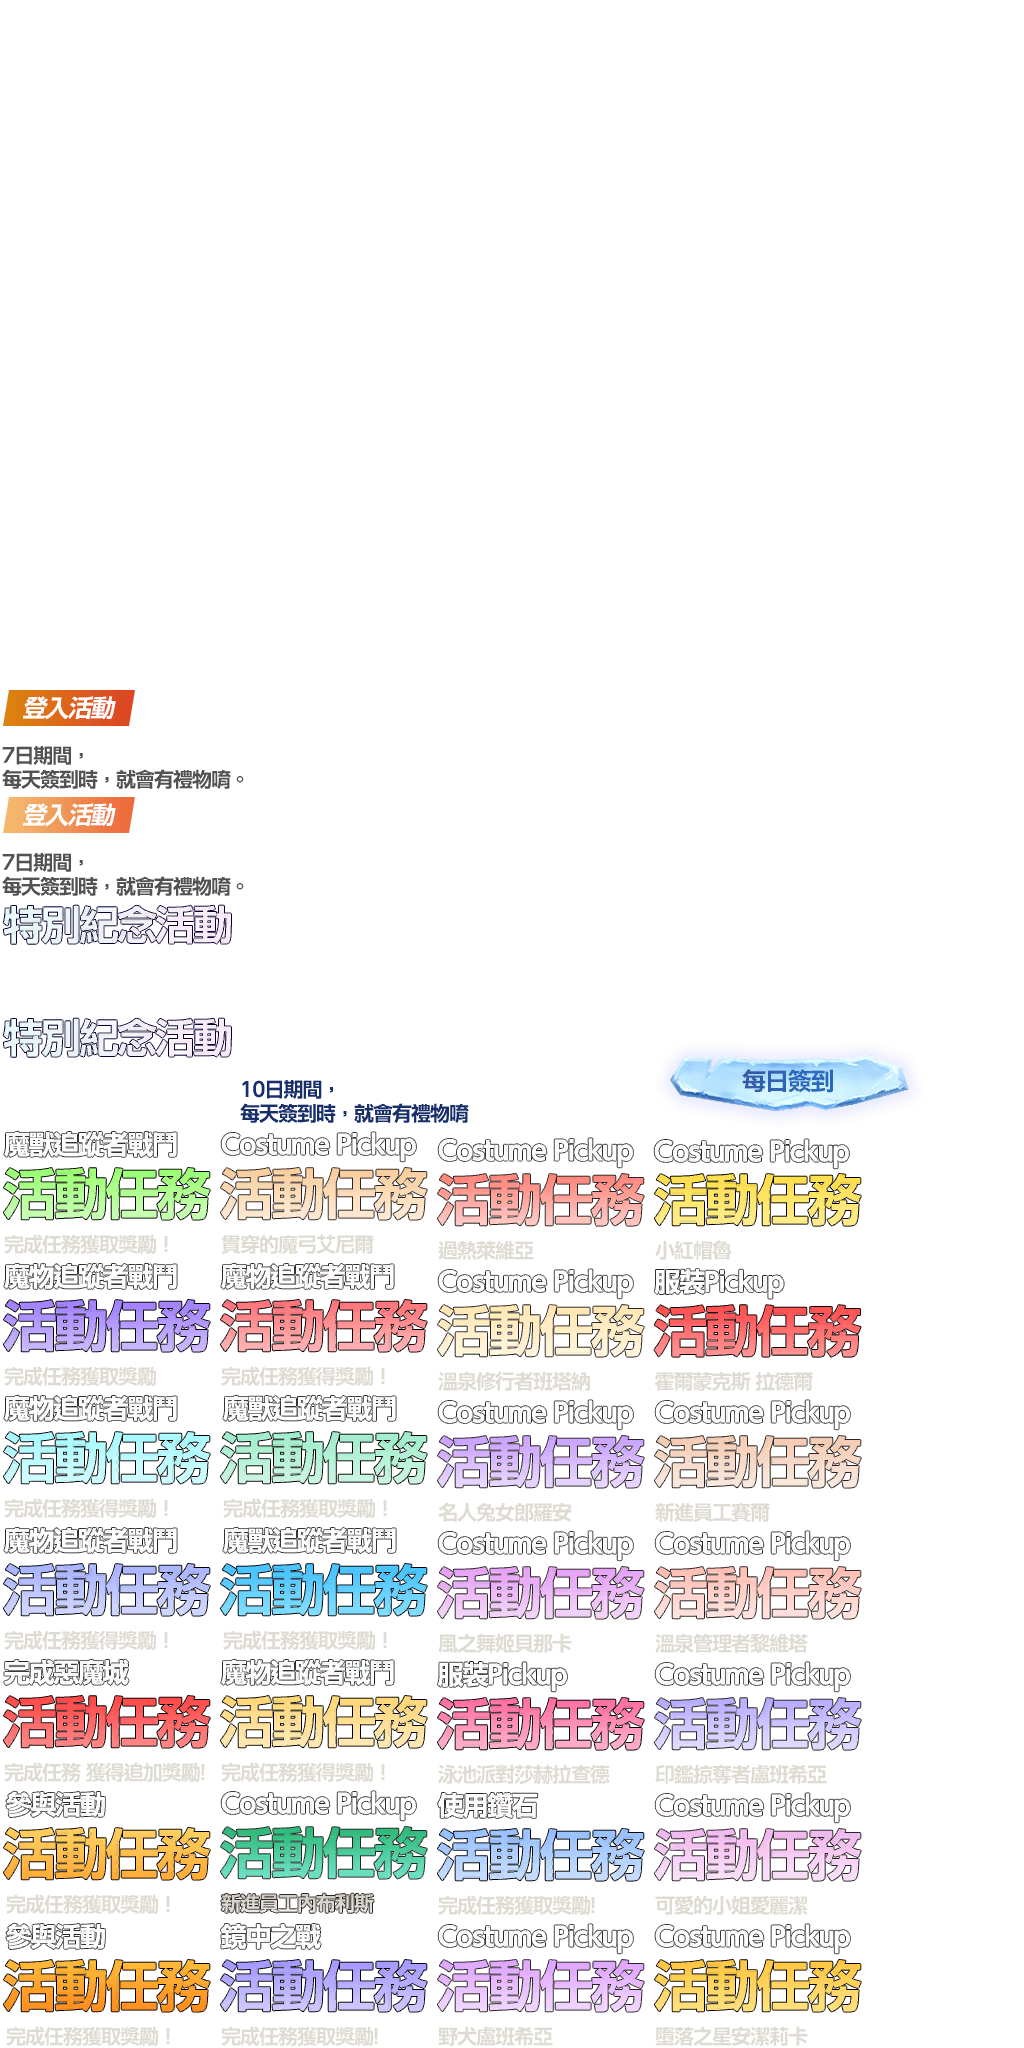 登入活動
7日期間，
每天簽到時，就會有禮物唷。
登入活動
7日期間，
每天簽到時，就會有禮物唷。
特別紀念活動
特別紀念活動
10日期間，
每天簽到時，就會有禮物唷
每日簽到
魔獸追蹤者戰鬥
活動任務
完成任務獲取獎勵！
Costume Pickup
活動任務
貫穿的魔弓艾尼爾
Costume Pickup
活動任務
過熱萊維亞
Costume Pickup
活動任務
小紅帽魯
魔物追蹤者戰鬥
活動任務
完成任務獲取獎勵
魔物追蹤者戰鬥
活動任務
完成任務獲得獎勵！
Costume Pickup
活動任務
溫泉修行者班塔納
服裝Pickup
活動任務
霍爾蒙克斯 拉德爾
魔物追蹤者戰鬥
活動任務
完成任務獲得獎勵！
魔獸追蹤者戰鬥
活動任務
完成任務獲取獎勵！
Costume Pickup
活動任務
名人兔女郎羅安
Costume Pickup
活動任務
新進員工賽爾
魔物追蹤者戰鬥
活動任務
完成任務獲得獎勵！
魔獸追蹤者戰鬥
活動任務
完成任務獲取獎勵！
Costume Pickup
活動任務
風之舞姬貝那卡
Costume Pickup
活動任務
溫泉管理者黎維塔
完成惡魔城
活動任務
完成任務 獲得追加獎勵!
魔物追蹤者戰鬥
活動任務
完成任務獲得獎勵！
服裝Pickup
活動任務
泳池派對莎赫拉查德
Costume Pickup
活動任務
印鑑掠奪者盧班希亞
參與活動
活動任務
完成任務獲取獎勵！
Costume Pickup
活動任務
新進員工內布利斯
使用鑽石
活動任務
完成任務獲取獎勵!
Costume Pickup
活動任務
可愛的小姐愛麗潔
參與活動
活動任務
完成任務獲取獎勵！
鏡中之戰
活動任務
完成任務獲取獎勵!
Costume Pickup
活動任務
野犬盧班希亞
Costume Pickup
活動任務
墮落之星安潔莉卡